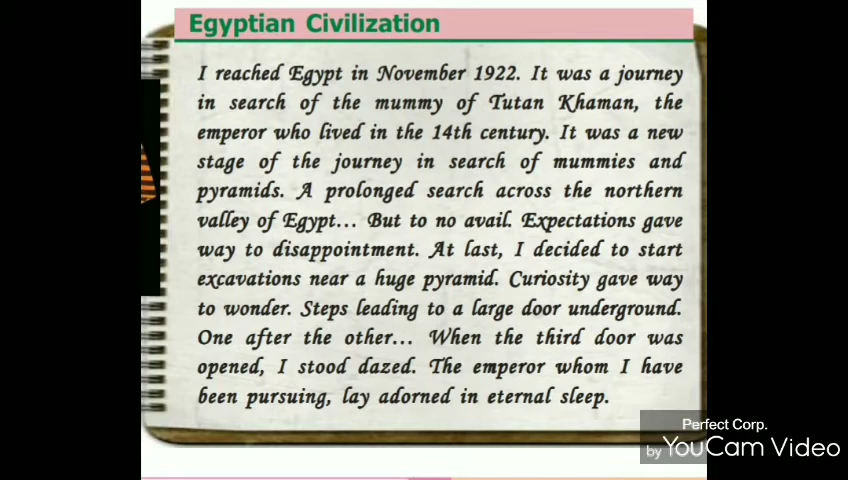 Egyptian Civilization
I reached Egypt in November 1922. It was a journey
in search of the mummy of Tutan Khaman, the
emperor who lived in the 14th century. It was a new
stage of the journey in search of mummies and
pyramids. A prolonged search across the northern
valley of Egypt... But to no avail. Expectations gave
way to disappointment. At last, I decided to start
excavations near a huge pyramid. Curiosity gave way
to wonder. Steps leading to a large door underground.
One after the other... When the third door was
opened, I stood dazed. The emperor whom I have
been pursuing, lay adorned in eternal sleep.
Perfect Corp.
by YouCam Video